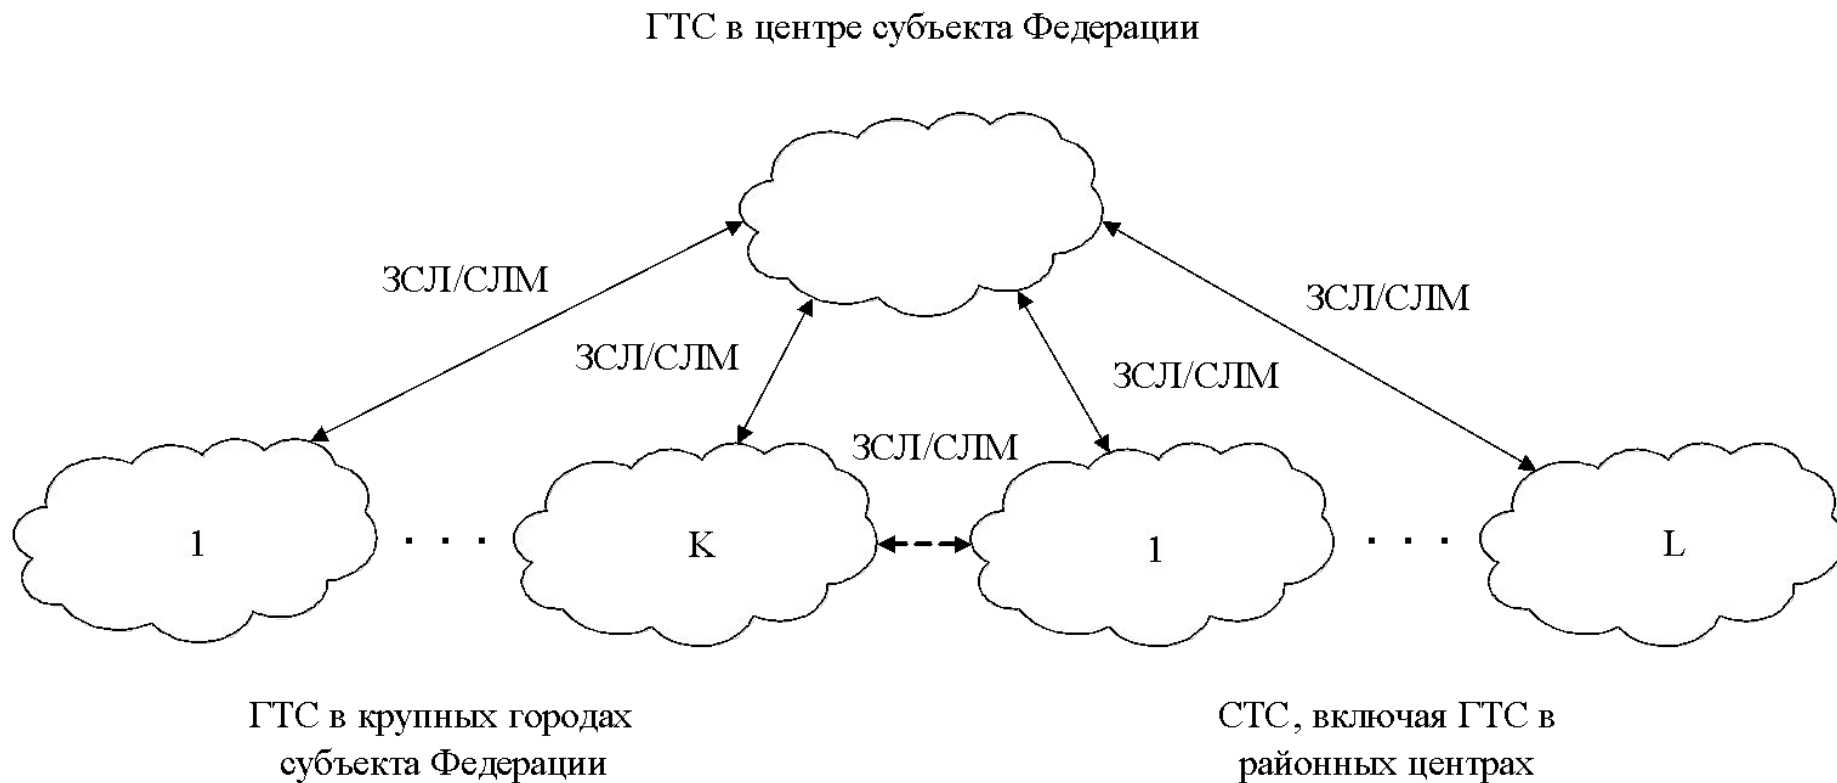 ГТС в центре субъекта Федерации
ЗСЛ/СЛМ
ЗСЛ/СЛМ
ЗСЛ/СЛМ
ЗСЛ/СЛМ
ЗСЛ/СЛМ
1
. . .
K
1
. . .
L
ГТС в крупных городах
субъекта Федерации
СТС, включая ГТС в
районных центрах